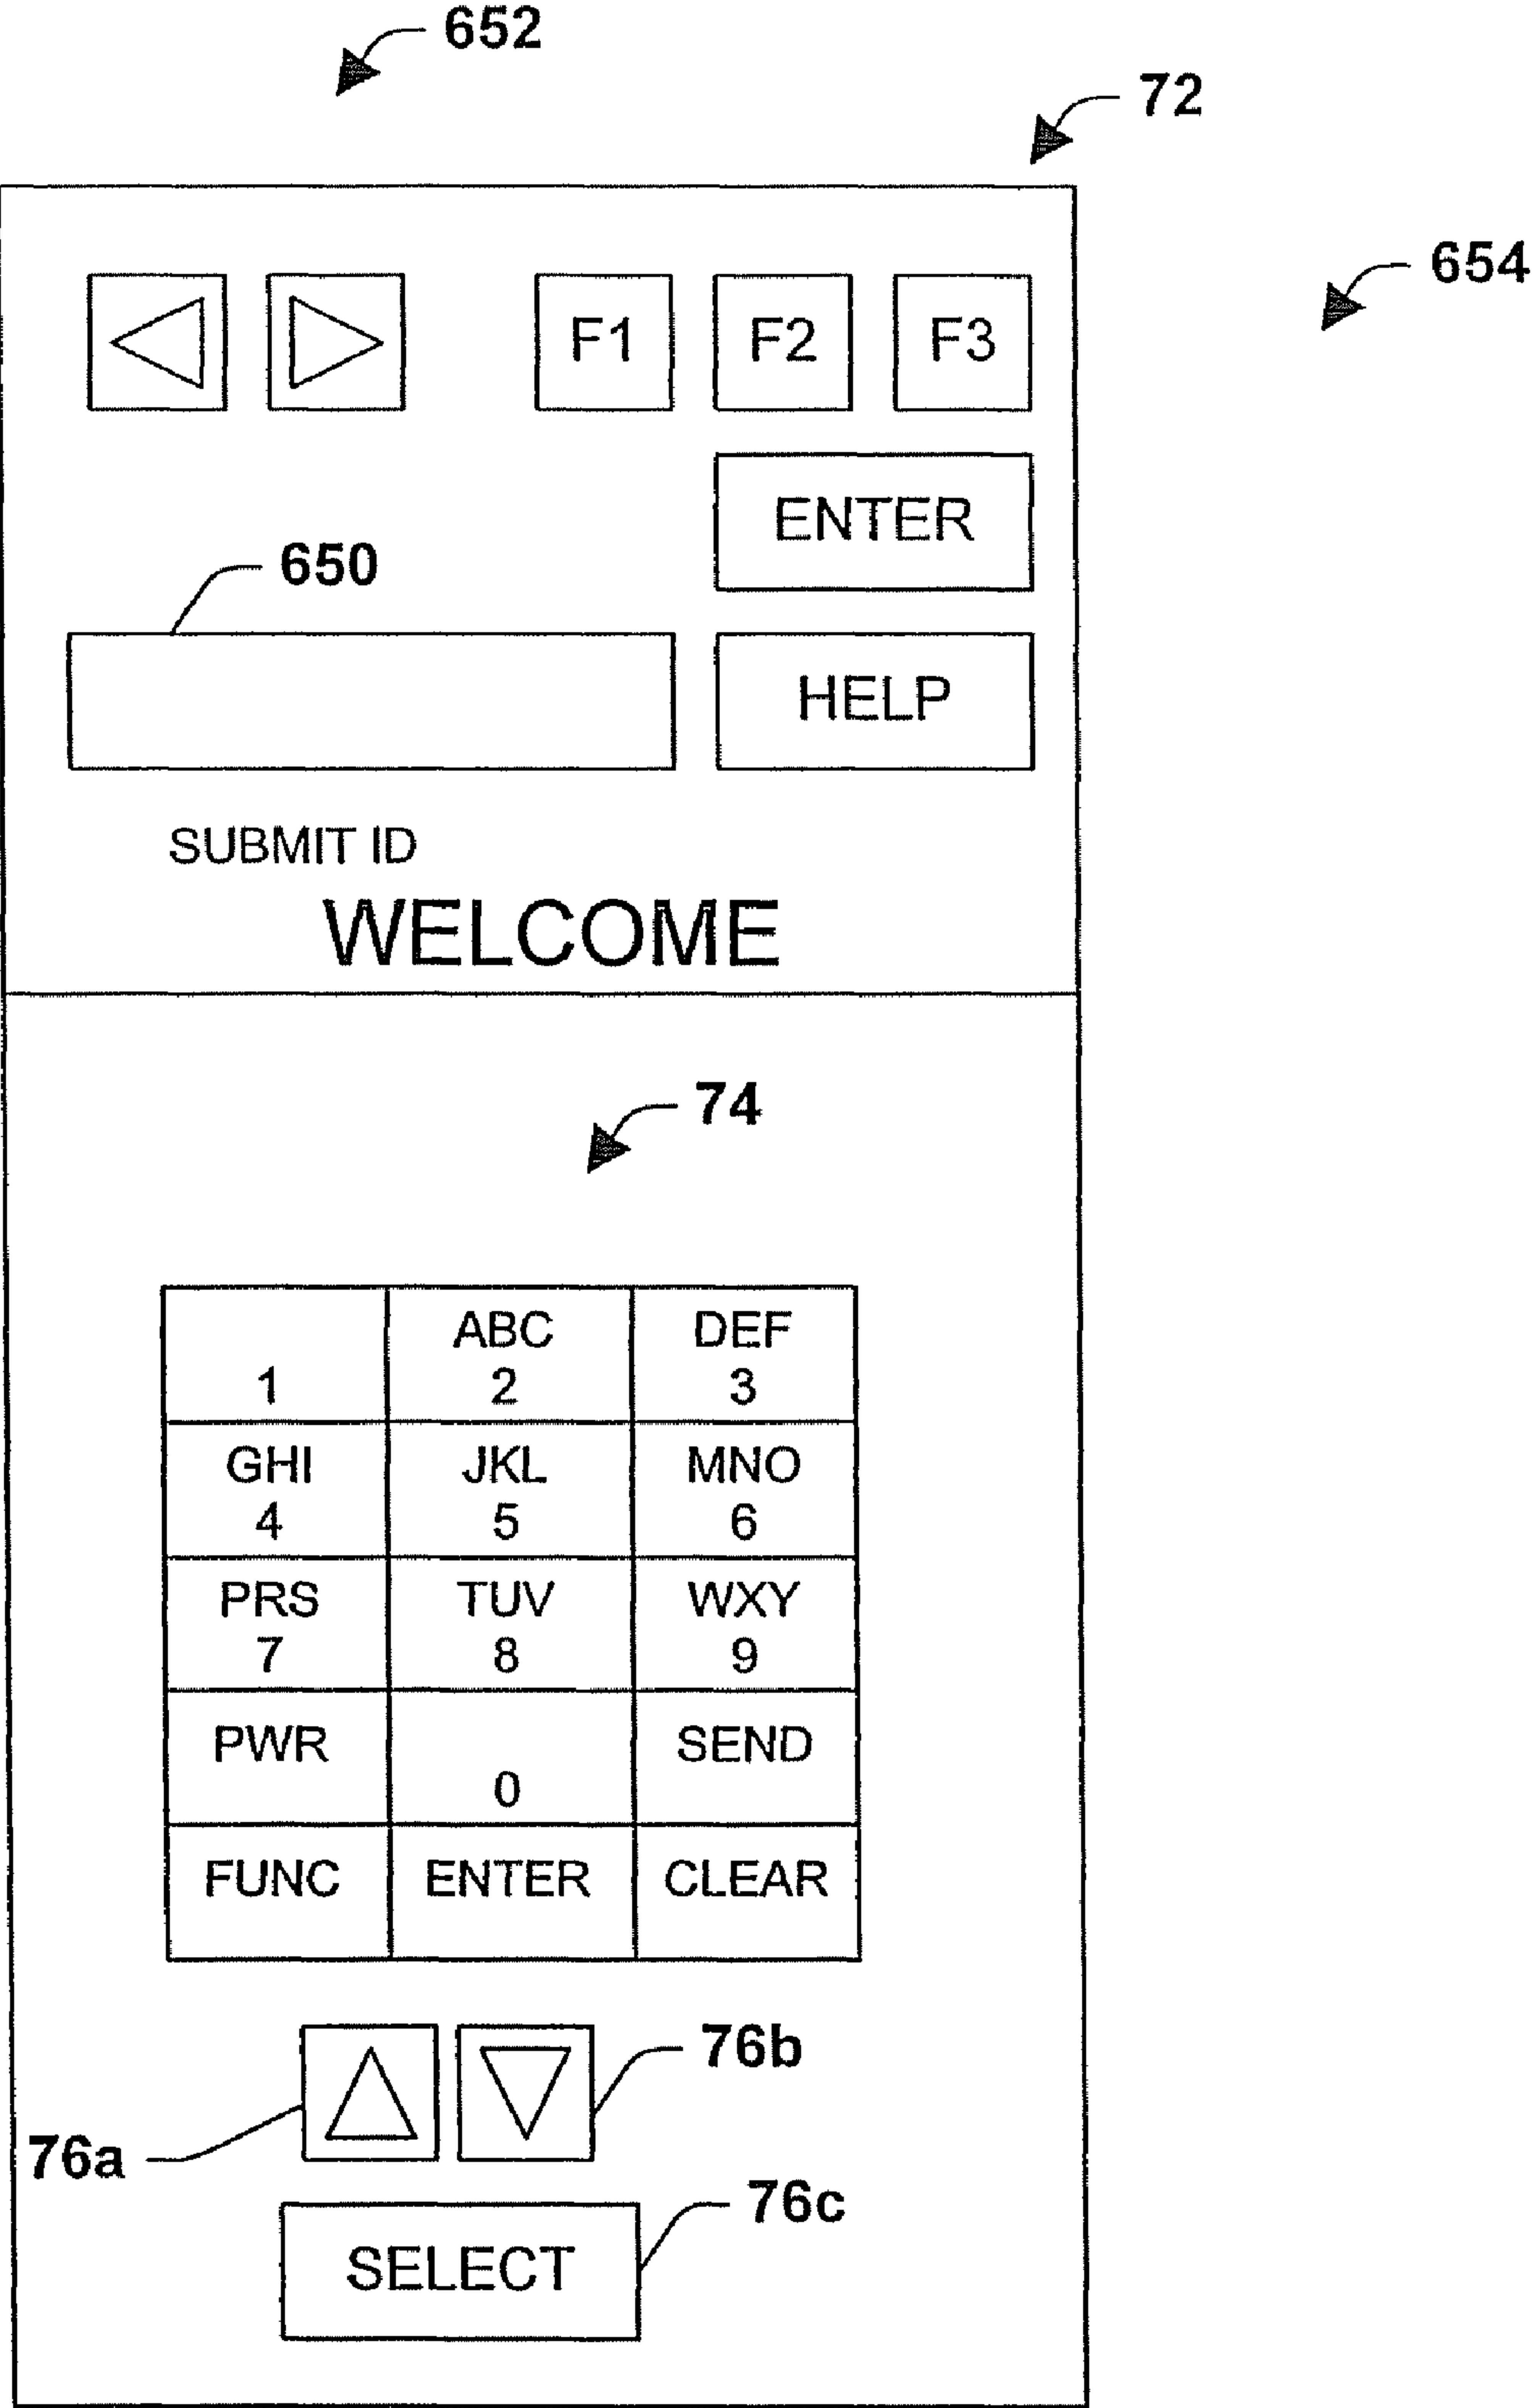 652
72
654
F1 F2 F3
ENTER
650
HELP
SUBMIT ID
WELCOME
74
ABC DEF
1 2 3
GHI JKL MNO
4 5 6
PRS TUV WXY
7 8 9
PWR SEND
0
FUNC ENTER CLEAR
76b
76a
76c
SELECT